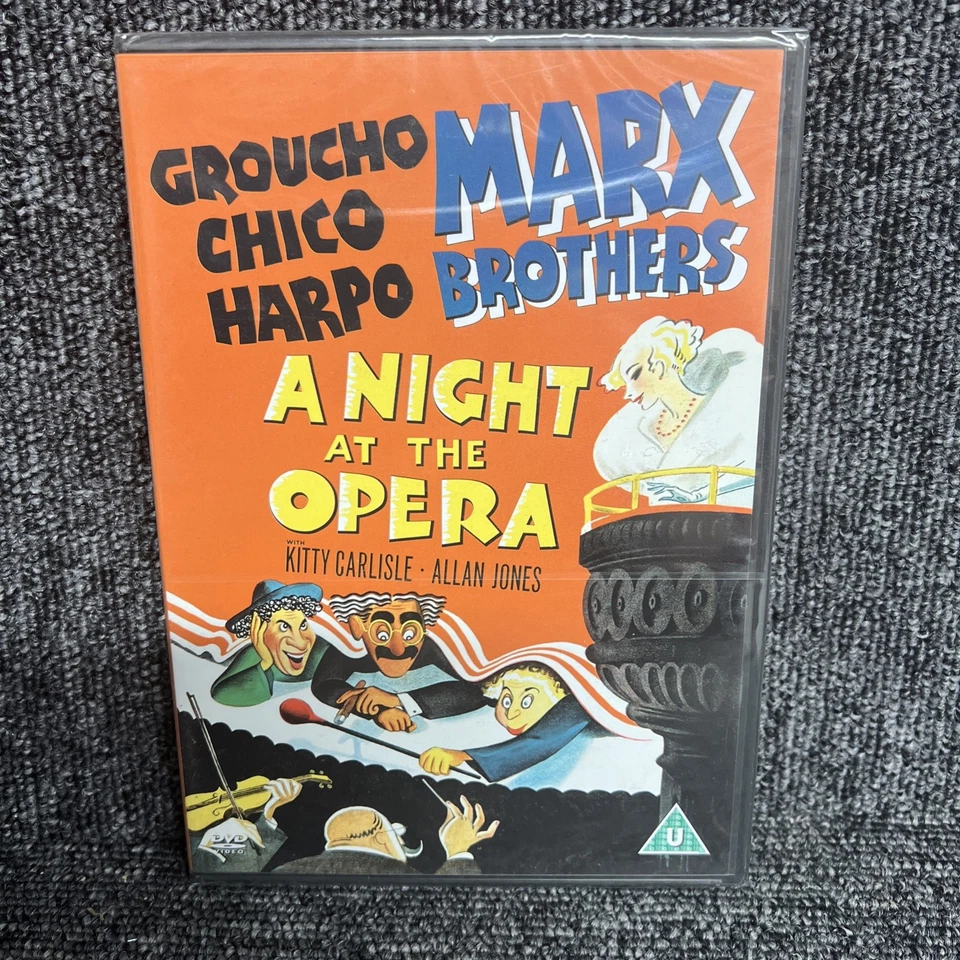 GROUCHO
CHICO
HARPO
MARX
BROTHERS
A NIGHT
AT THE
OPERA
WITH
KITTY CARLISLE · ALLAN JONES
DVD
VIDEO
U